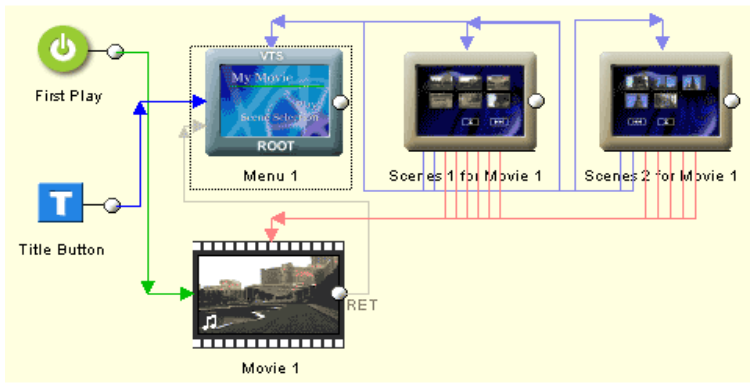 First Play
VTS
My Movie
Play
Scene Selection
ROOT
Menu 1
Scenes 1 for Movie 1
Scenes 2 for Movie 1
T
Title Button
RET
Movie 1